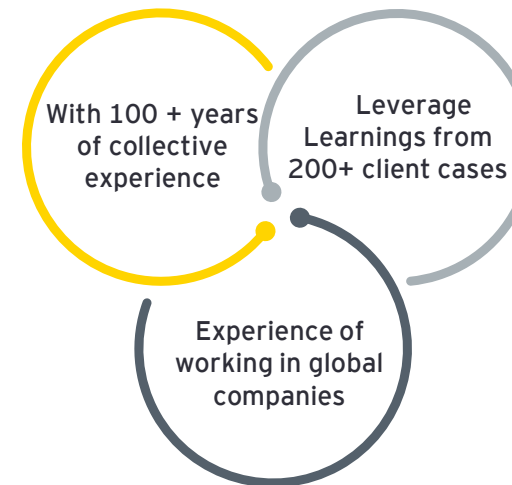 With 100 + years
of collective
experience
Leverage
Learnings from
200+ client cases
Experience of
working in global
companies